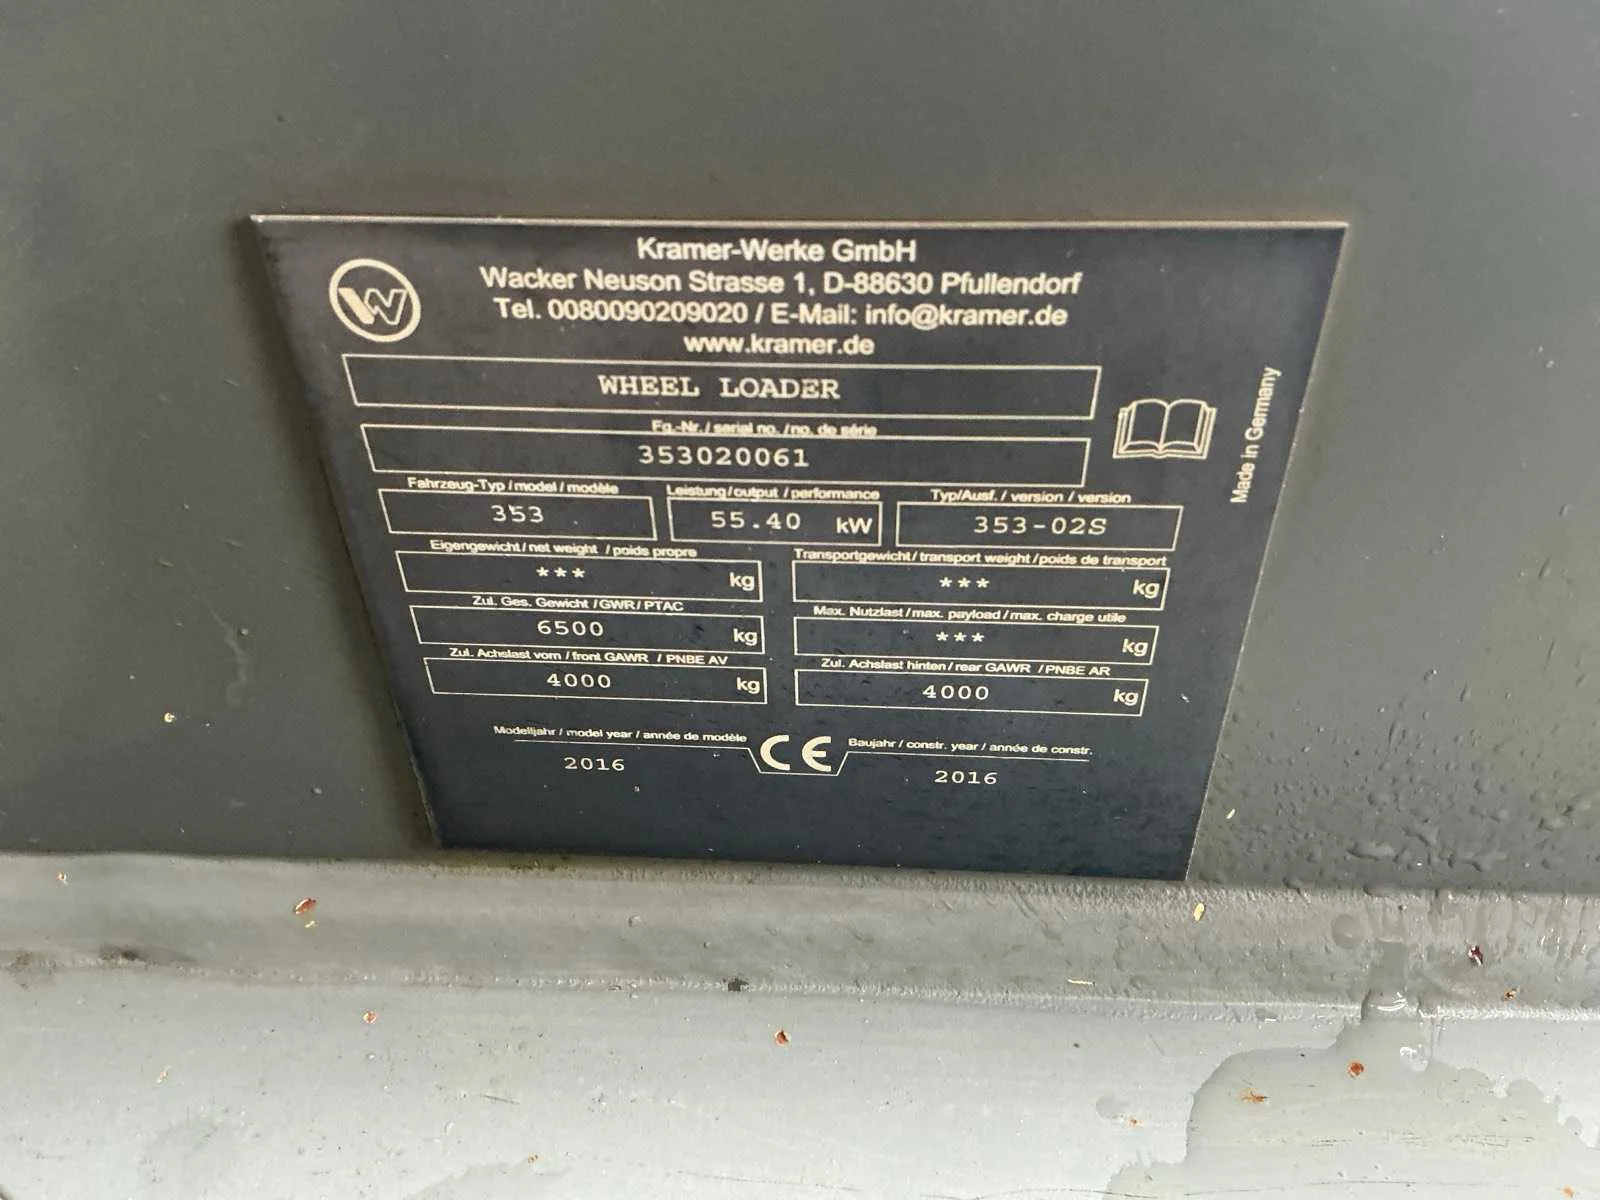 Kramer-Werke GmbH
Wacker Neuson Strasse 1, D-88630 Pfullendorf
Tel. 0080090209020 / E-Mail: info@kramer.de
www.kramer.de
WHEEL LOADER
Fg.-Nr. / serial no. / no. de série
353020061
Fahrzeug-Typ / model / modèle Leistung / output / performance Typ/Ausf. / version / version
353 55.40 kW 353-02S
Eigengewicht / net weight / poids propre Transportgewicht / transport weight / poids de transport
*** kg *** kg
Zul. Ges. Gewicht / GWR / PTAC Max. Nutzlast / max. payload / max. charge utile
6500 kg *** kg
Zul. Achslast vorn / front GAWR / PNBE AV Zul. Achslast hinten / rear GAWR / PNBE AR
4000 kg 4000 kg
Modelljahr / model year / année de modèle CE Baujahr / constr. year / année de constr.
2016 2016
Made in Germany